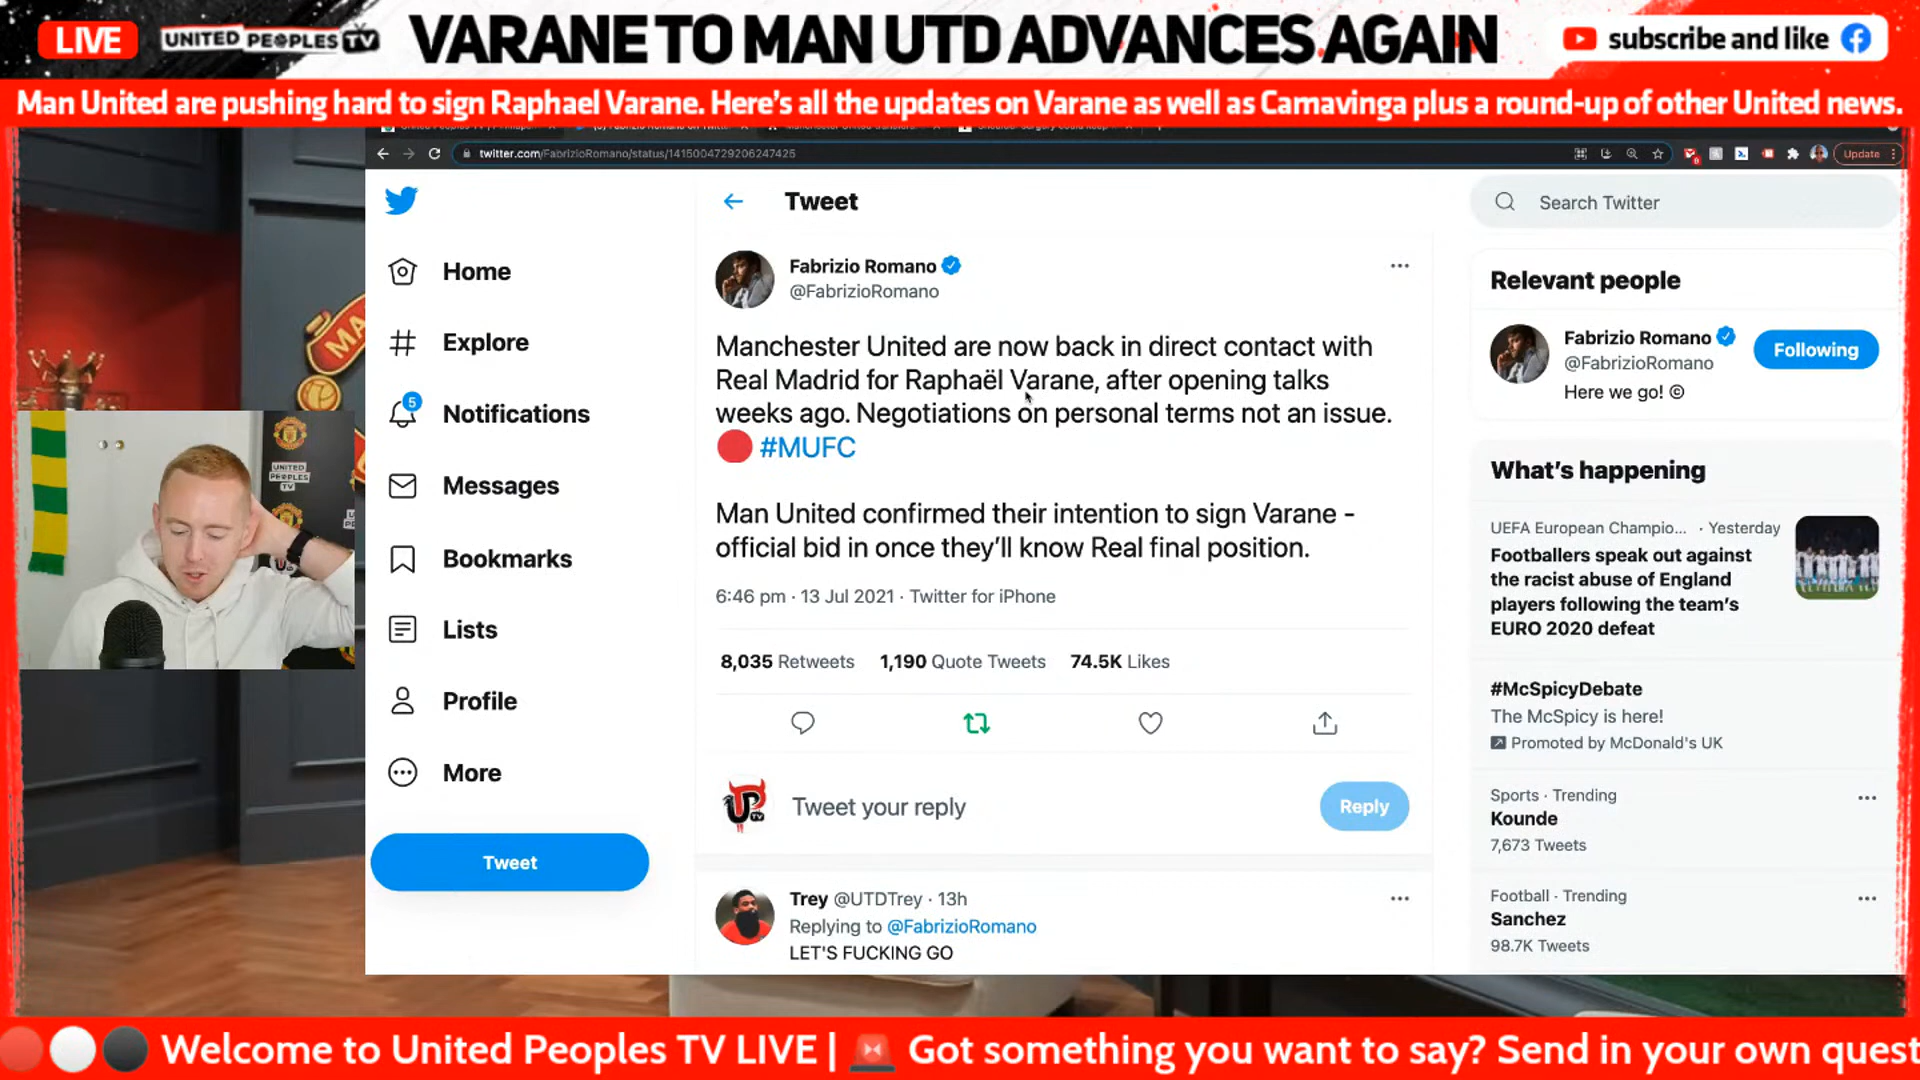 LIVE
UNITED PEOPLES TV
VARANE TO MAN UTD ADVANCES AGAIN
subscribe and like
Man United are pushing hard to sign Raphael Varane. Here's all the updates on Varane as well as Camavinga plus a round-up of other United news.
twitter.com/FabrizioRomano/status/1415004729206247425
Update
Tweet
Search Twitter
Home
Explore
5
Notifications
Messages
Bookmarks
Lists
Profile
More
Tweet
Fabrizio Romano
@FabrizioRomano
Manchester United are now back in direct contact with
Real Madrid for Raphaël Varane, after opening talks
weeks ago. Negotiations on personal terms not an issue.
#MUFC
Man United confirmed their intention to sign Varane -
official bid in once they'll know Real final position.
6:46 pm · 13 Jul 2021 · Twitter for iPhone
8,035 Retweets 1,190 Quote Tweets 74.5K Likes
UP
TV
Tweet your reply
Reply
Trey @UTDTrey · 13h
Replying to @FabrizioRomano
LET'S FUCKING GO
Relevant people
Fabrizio Romano
@FabrizioRomano
Here we go! ©
Following
What's happening
UEFA European Champio... · Yesterday
Footballers speak out against
the racist abuse of England
players following the team's
EURO 2020 defeat
#McSpicyDebate
The McSpicy is here!
Promoted by McDonald's UK
Sports · Trending
Kounde
7,673 Tweets
Football · Trending
Sanchez
98.7K Tweets
MA
UNITED
PEOPLES
TV
Welcome to United Peoples TV LIVE | Got something you want to say? Send in your own quest